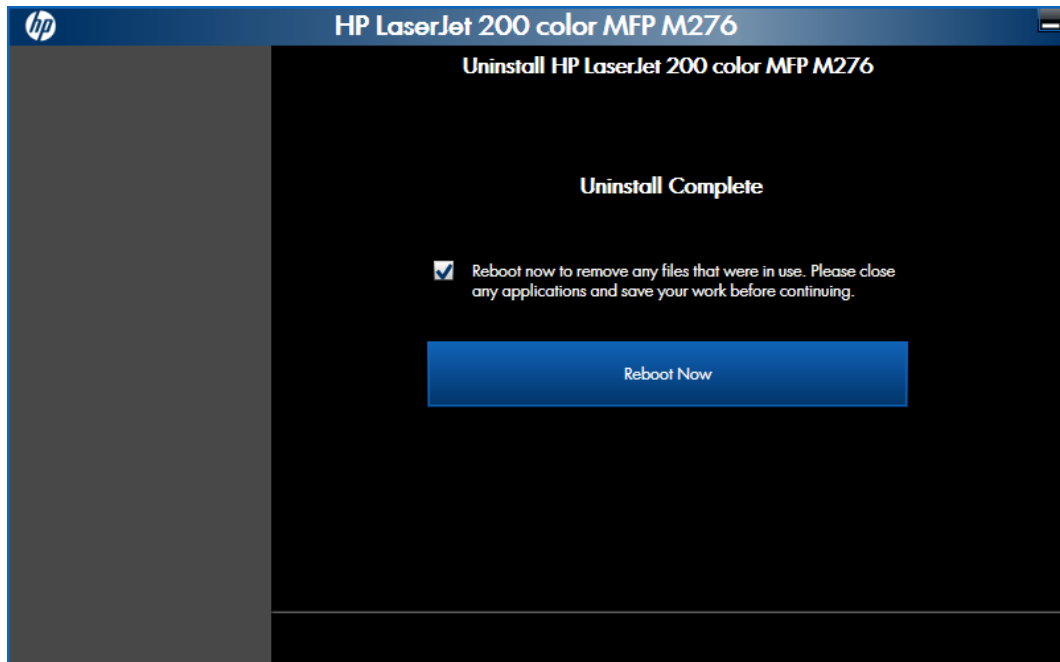 hp
HP LaserJet 200 color MFP M276
Uninstall HP LaserJet 200 color MFP M276
Uninstall Complete
Reboot now to remove any files that were in use. Please close
any applications and save your work before continuing.
Reboot Now